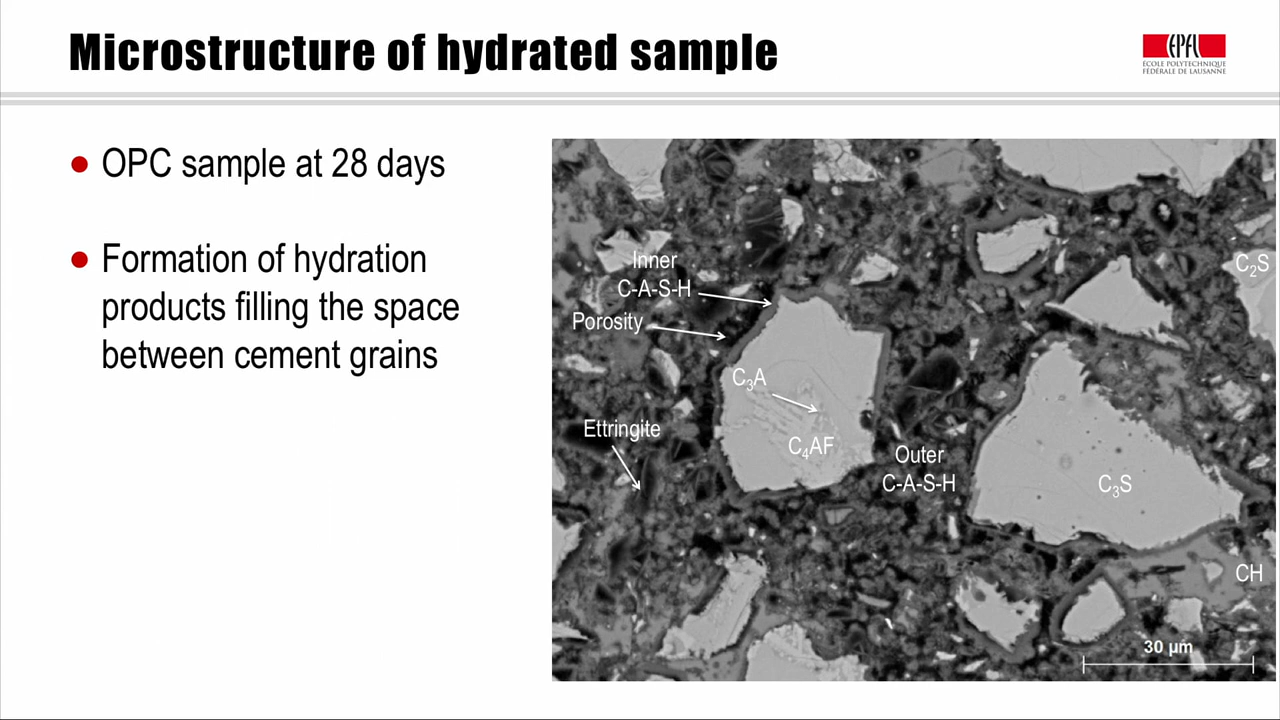 Microstructure of hydrated sample
EPFL
ÉCOLE POLYTECHNIQUE
FÉDÉRALE DE LAUSANNE
● OPC sample at 28 days
● Formation of hydration
products filling the space
between cement grains
Inner
C-A-S-H
Porosity
C₃A
Ettringite
C₄AF
Outer
C-A-S-H
C₂S
C₃S
CH
30 µm